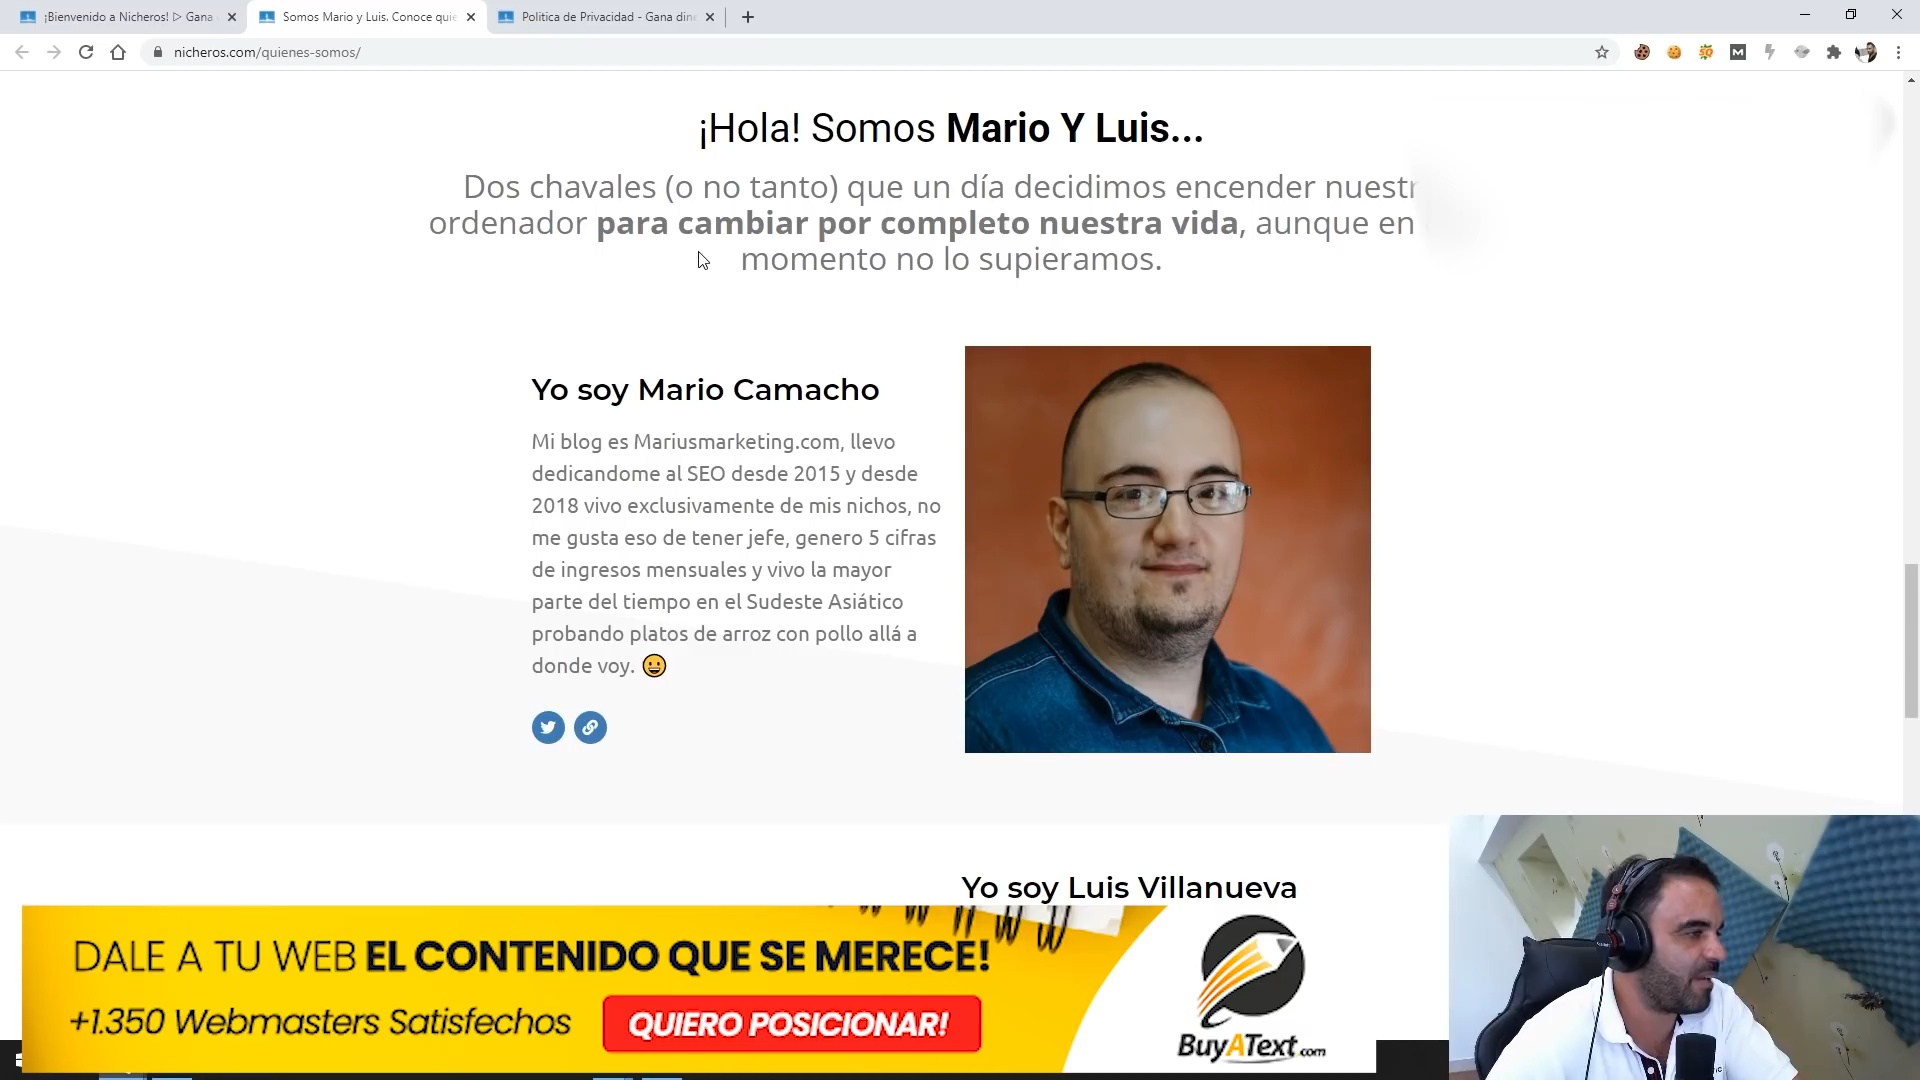 ¡Bienvenido a Nicheros! ▷ Gana
Somos Mario y Luis. Conoce quie
Política de Privacidad - Gana din
nicheros.com/quienes-somos/
¡Hola! Somos Mario Y Luis...
Dos chavales (o no tanto) que un día decidimos encender nuestr
ordenador para cambiar por completo nuestra vida, aunque en
momento no lo supieramos.
Yo soy Mario Camacho
Mi blog es Mariusmarketing.com, llevo
dedicandome al SEO desde 2015 y desde
2018 vivo exclusivamente de mis nichos, no
me gusta eso de tener jefe, genero 5 cifras
de ingresos mensuales y vivo la mayor
parte del tiempo en el Sudeste Asiático
probando platos de arroz con pollo allá a
donde voy. 😀
Yo soy Luis Villanueva
DALE A TU WEB EL CONTENIDO QUE SE MERECE!
+1.350 Webmasters Satisfechos
QUIERO POSICIONAR!
BuyAText.com